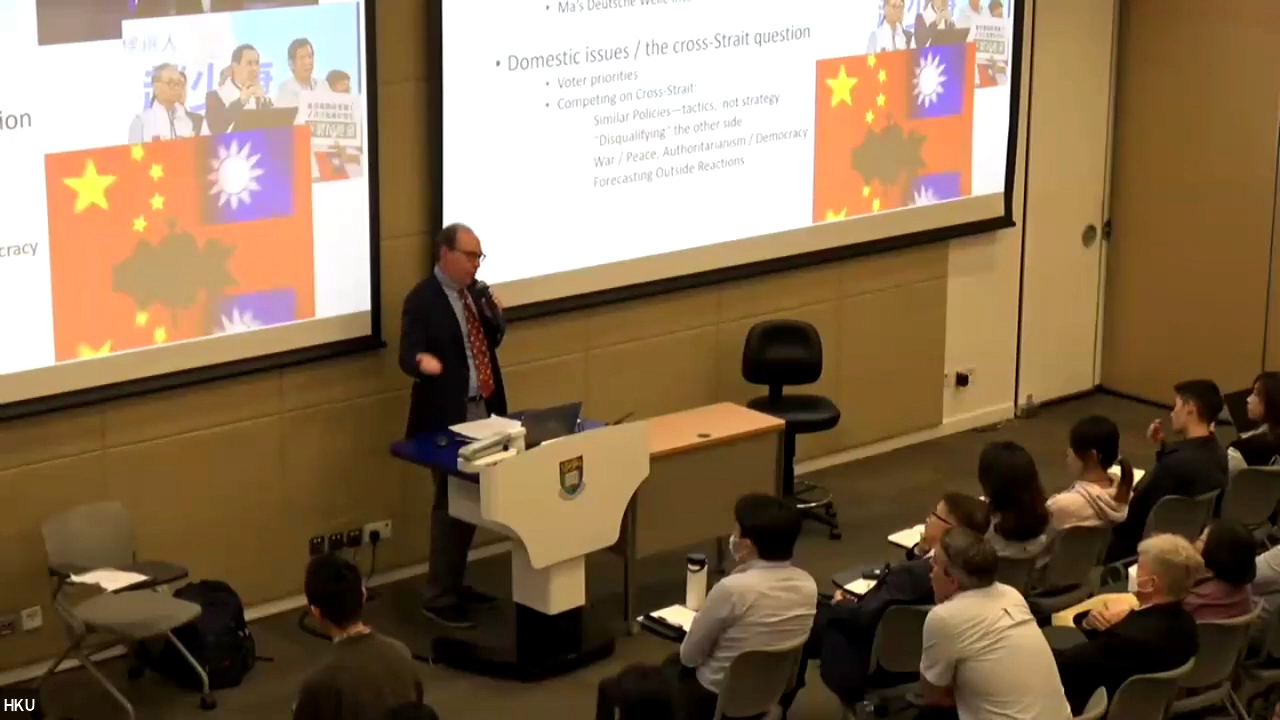 ion
cracy
• Ma's Deutsche Welle
• Domestic issues / the cross-Strait question
• Voter priorities
• Competing on Cross-Strait:
Similar Policies—tactics, not strategy
"Disqualifying" the other side
War / Peace, Authoritarianism / Democracy
Forecasting Outside Reactions
HKU